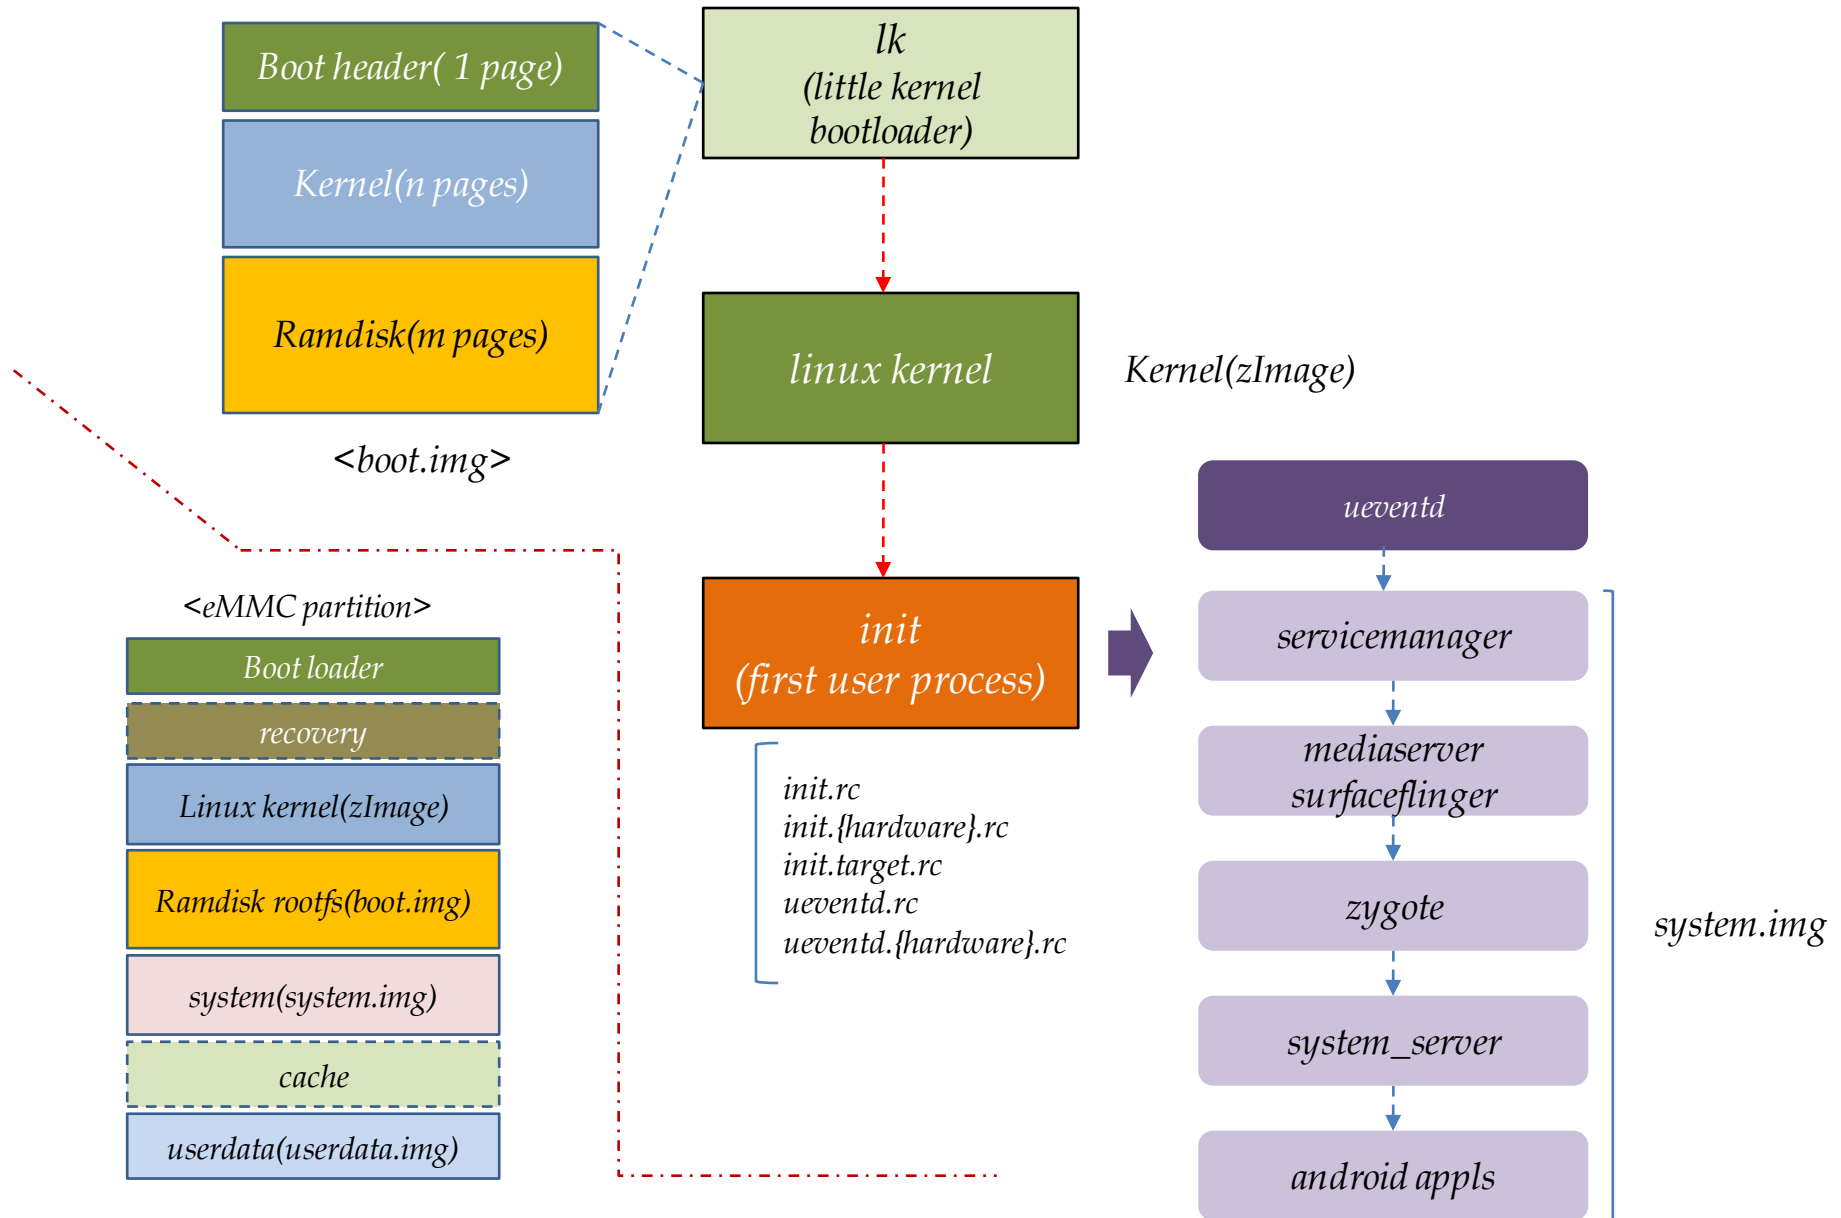 Boot header( 1 page)
Kernel(n pages)
Ramdisk(m pages)
<boot.img>
lk
(little kernel
bootloader)
linux kernel
Kernel(zImage)
init
(first user process)
init.rc
init.{hardware}.rc
init.target.rc
ueventd.rc
ueventd.{hardware}.rc
ueventd
servicemanager
mediaserver
surfaceflinger
zygote
system_server
android appls
system.img
<eMMC partition>
Boot loader
recovery
Linux kernel(zImage)
Ramdisk rootfs(boot.img)
system(system.img)
cache
userdata(userdata.img)